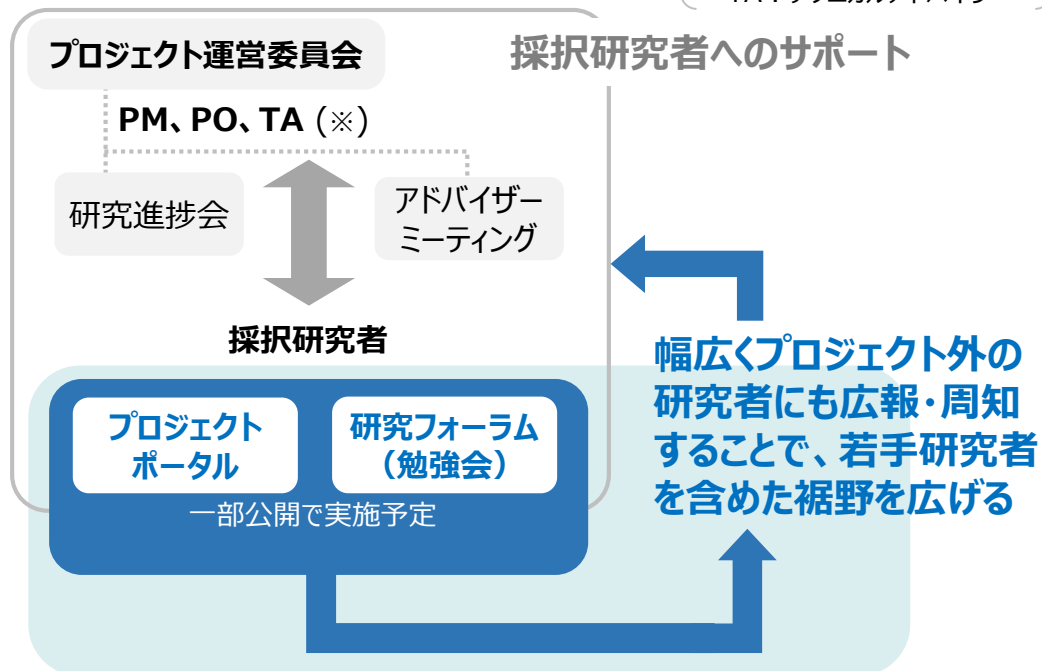 採択研究者へのサポート
プロジェクト運営委員会
PM、PO、TA (※)
研究進捗会
アドバイザー
ミーティング
採択研究者
プロジェクト
ポータル
研究フォーラム
（勉強会）
一部公開で実施予定
幅広くプロジェクト外の
研究者にも広報・周知
することで、若手研究者
を含めた裾野を広げる